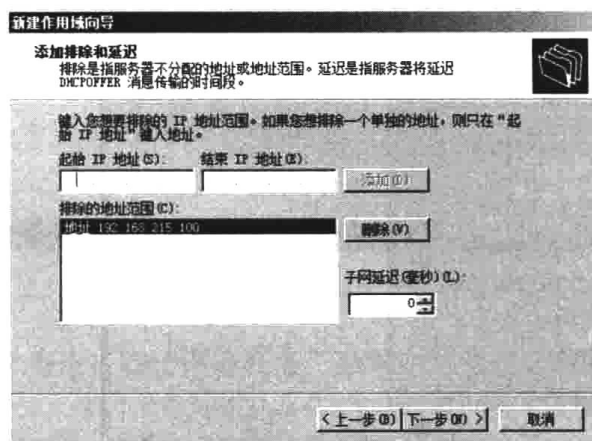 新建作用域向导
添加排除和延迟
排除是指服务器不分配的地址或地址范围。延迟是指服务器将延迟
DHCPOFFER 消息传输的时间段。
键入您想要排除的 IP 地址范围。如果您想排除一个单独的地址，则只在"起
始 IP 地址"键入地址。
起始 IP 地址(S): 结束 IP 地址(E):
添加(D)
排除的地址范围(C):
地址 192 168 215 100
删除(V)
子网延迟(毫秒)(L):
0
< 上一步(B) 下一步(N) > 取消